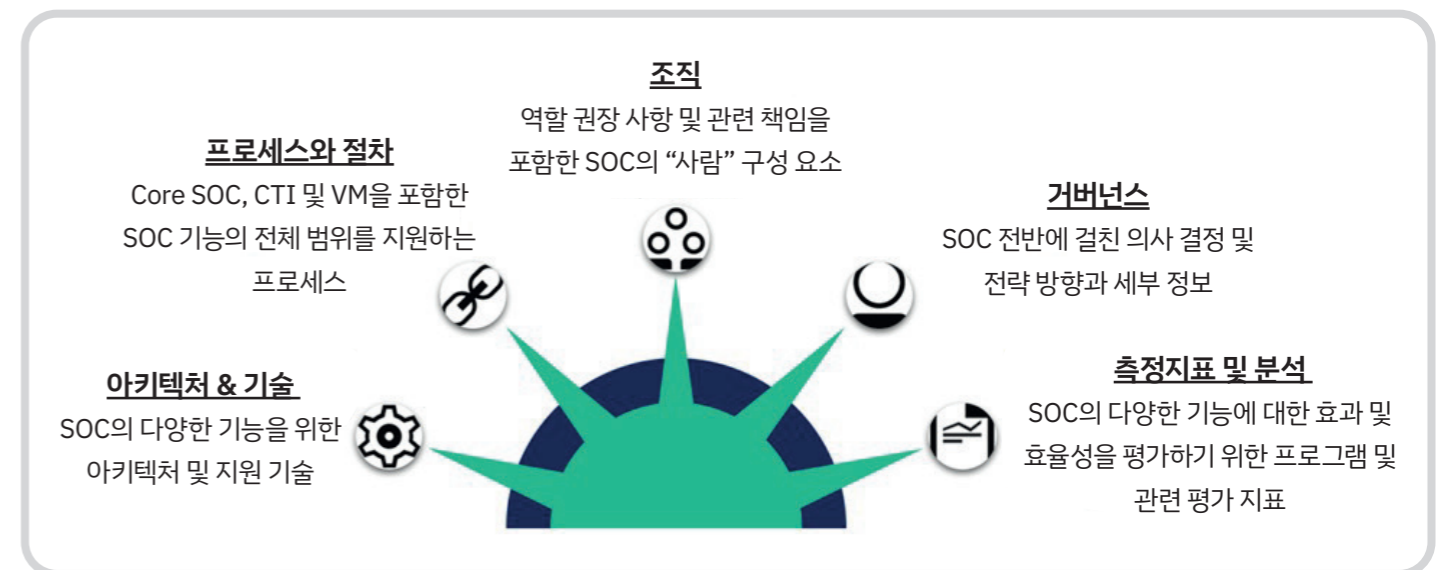 조직
역할 권장 사항 및 관련 책임을
포함한 SOC의 “사람” 구성 요소
프로세스와 절차
Core SOC, CTI 및 VM을 포함한
SOC 기능의 전체 범위를 지원하는
프로세스
거버넌스
SOC 전반에 걸친 의사 결정 및
전략 방향과 세부 정보
아키텍처 & 기술
SOC의 다양한 기능을 위한
아키텍처 및 지원 기술
측정지표 및 분석
SOC의 다양한 기능에 대한 효과 및
효율성을 평가하기 위한 프로그램 및
관련 평가 지표